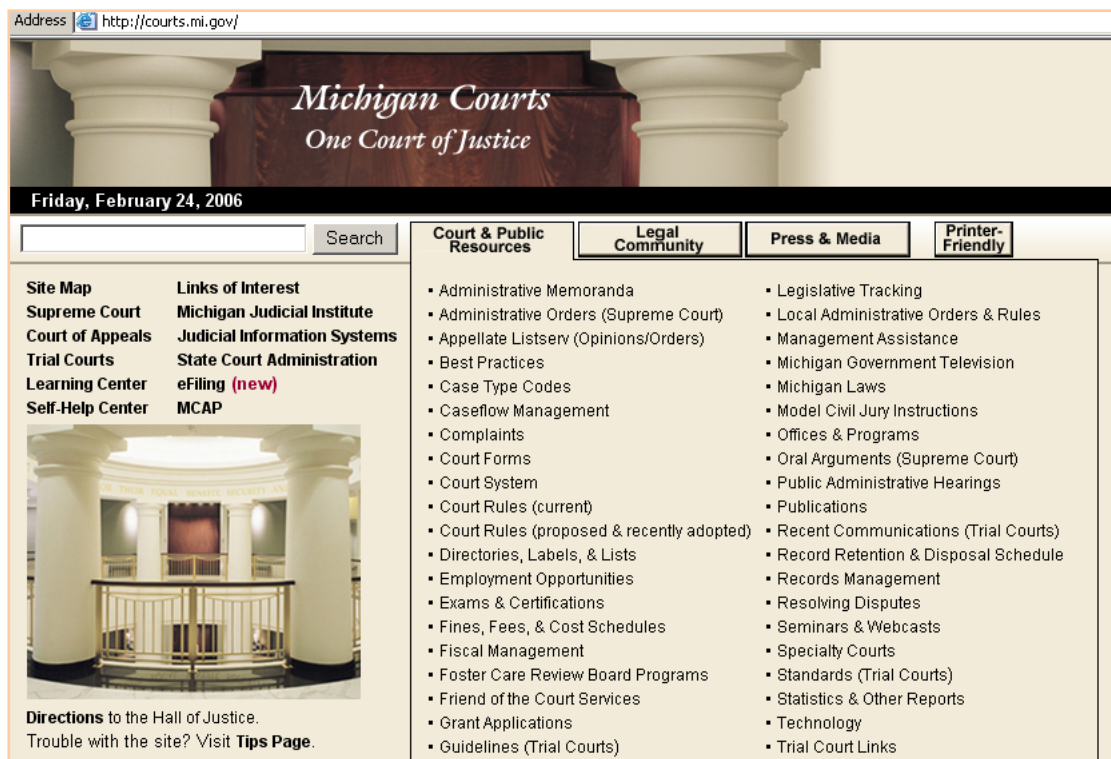 Address http://courts.mi.gov/
Michigan Courts
One Court of Justice
Friday, February 24, 2006
Search
Court & Public
Resources
Legal
Community
Press & Media
Printer-
Friendly
Site Map
Supreme Court
Court of Appeals
Trial Courts
Learning Center
Self-Help Center
Links of Interest
Michigan Judicial Institute
Judicial Information Systems
State Court Administration
eFiling (new)
MCAP
EQUAL BENEFIT, SECURITY, AND
Directions to the Hall of Justice.
Trouble with the site? Visit Tips Page.
▪ Administrative Memoranda
▪ Administrative Orders (Supreme Court)
▪ Appellate Listserv (Opinions/Orders)
▪ Best Practices
▪ Case Type Codes
▪ Caseflow Management
▪ Complaints
▪ Court Forms
▪ Court System
▪ Court Rules (current)
▪ Court Rules (proposed & recently adopted)
▪ Directories, Labels, & Lists
▪ Employment Opportunities
▪ Exams & Certifications
▪ Fines, Fees, & Cost Schedules
▪ Fiscal Management
▪ Foster Care Review Board Programs
▪ Friend of the Court Services
▪ Grant Applications
▪ Guidelines (Trial Courts)
▪ Legislative Tracking
▪ Local Administrative Orders & Rules
▪ Management Assistance
▪ Michigan Government Television
▪ Michigan Laws
▪ Model Civil Jury Instructions
▪ Offices & Programs
▪ Oral Arguments (Supreme Court)
▪ Public Administrative Hearings
▪ Publications
▪ Recent Communications (Trial Courts)
▪ Record Retention & Disposal Schedule
▪ Records Management
▪ Resolving Disputes
▪ Seminars & Webcasts
▪ Specialty Courts
▪ Standards (Trial Courts)
▪ Statistics & Other Reports
▪ Technology
▪ Trial Court Links